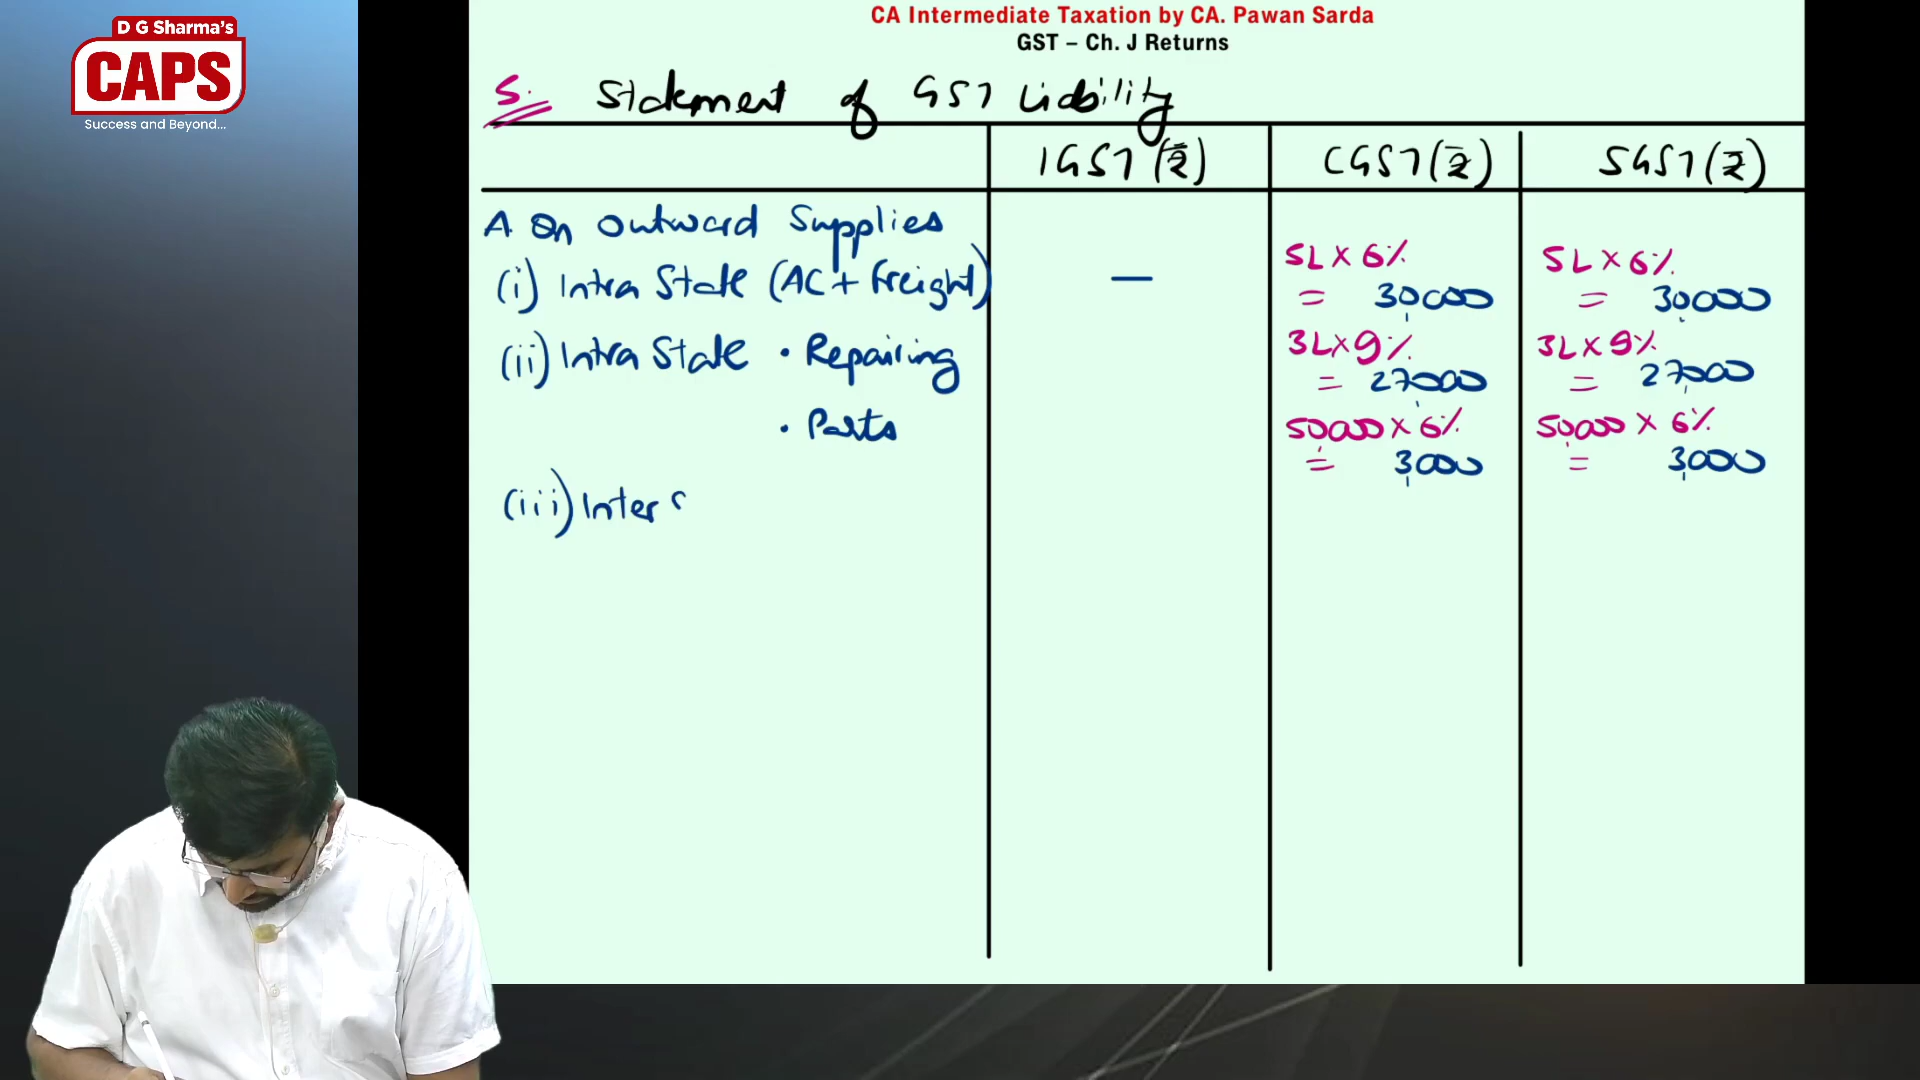 D G Sharma's
CAPS
Success and Beyond...
CA Intermediate Taxation by CA. Pawan Sarda
GST – Ch. J Returns
S. Statement of GST Liability
IGST (₹) CGST (₹) SGST (₹)
A. On Outward Supplies
(i) Intra State (AC + Freight) — 5L x 6% = 30000 5L x 6% = 30000
(ii) Intra State • Repairing 3L x 9% = 27000 3L x 9% = 27000
• Parts 50000 x 6% = 3000 50000 x 6% = 3000
(iii) Inter S